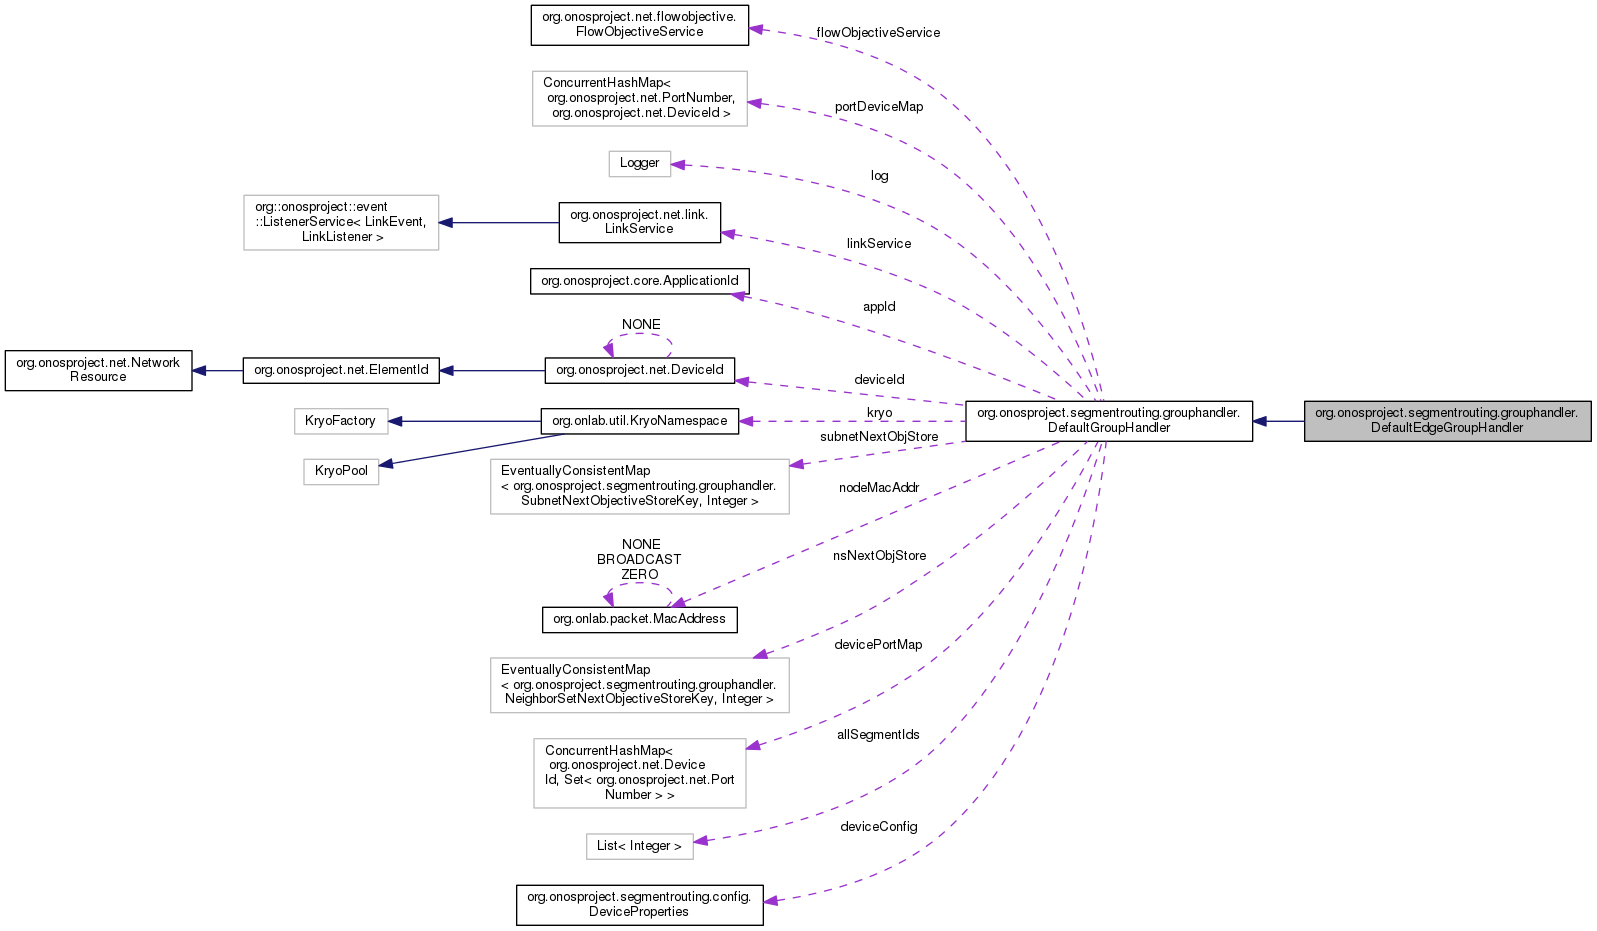 org.onosproject.net.flowobjective.
FlowObjectiveService
flowObjectiveService
ConcurrentHashMap<
org.onosproject.net.PortNumber,
org.onosproject.net.DeviceId >
portDeviceMap
Logger
log
org::onosproject::event
::ListenerService< LinkEvent,
LinkListener >
org.onosproject.net.link.
LinkService
linkService
org.onosproject.core.ApplicationId
appId
NONE
org.onosproject.net.Network
Resource
org.onosproject.net.ElementId
org.onosproject.net.DeviceId
deviceId
KryoFactory
org.onlab.util.KryoNamespace
kryo
org.onosproject.segmentrouting.grouphandler.
DefaultGroupHandler
org.onosproject.segmentrouting.grouphandler.
DefaultEdgeGroupHandler
subnetNextObjStore
KryoPool
EventuallyConsistentMap
< org.onosproject.segmentrouting.grouphandler.
SubnetNextObjectiveStoreKey, Integer >
nodeMacAddr
NONE
BROADCAST
ZERO
org.onlab.packet.MacAddress
nsNextObjStore
EventuallyConsistentMap
< org.onosproject.segmentrouting.grouphandler.
NeighborSetNextObjectiveStoreKey, Integer >
devicePortMap
ConcurrentHashMap<
org.onosproject.net.Device
Id, Set< org.onosproject.net.Port
Number > >
allSegmentIds
List< Integer >
deviceConfig
org.onosproject.segmentrouting.config.
DeviceProperties